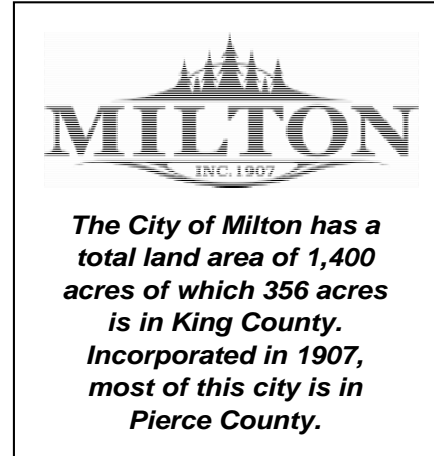 MILTON
INC. 1907
The City of Milton has a
total land area of 1,400
acres of which 356 acres
is in King County.
Incorporated in 1907,
most of this city is in
Pierce County.